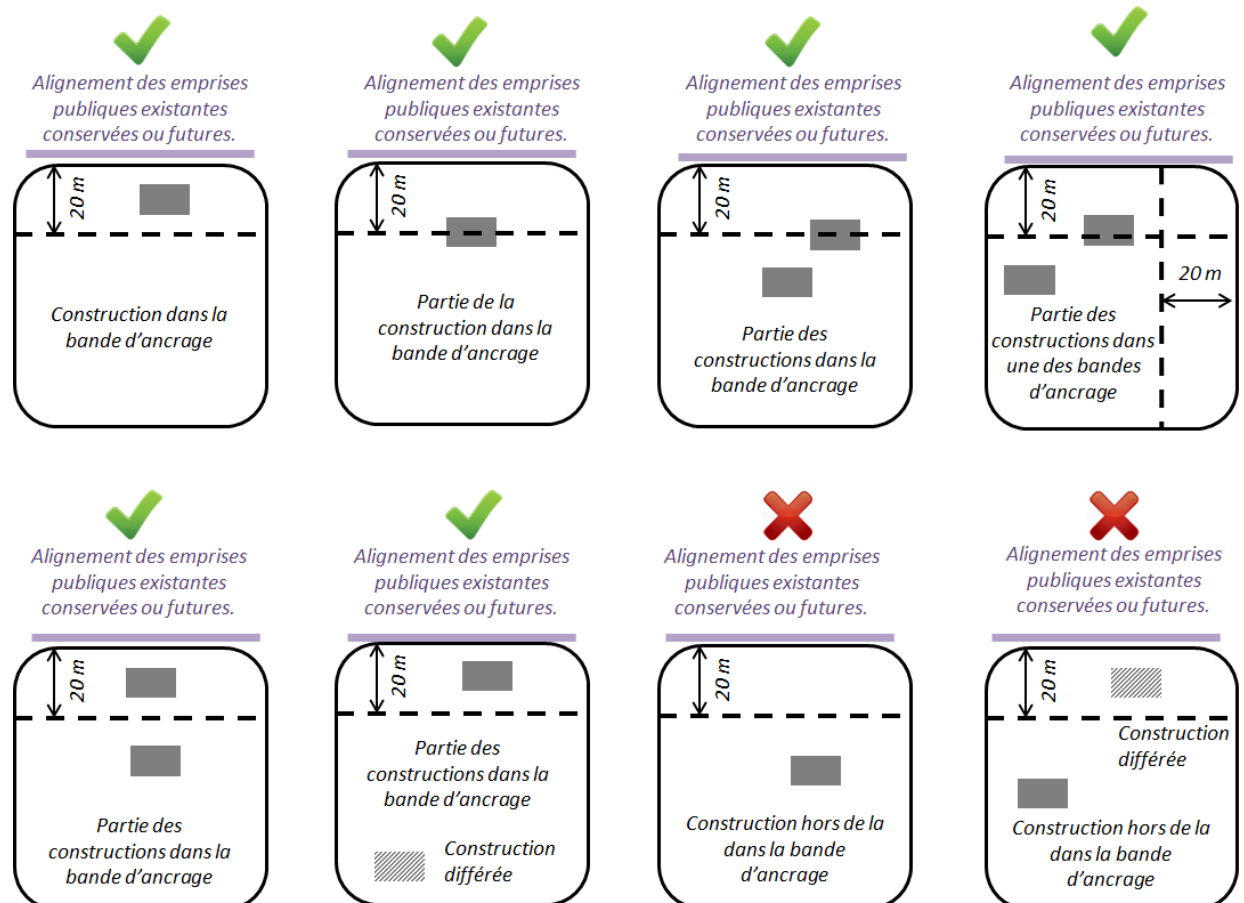 Alignement des emprises
publiques existantes
conservées ou futures.
20 m
Construction dans la
bande d’ancrage
Alignement des emprises
publiques existantes
conservées ou futures.
20 m
Partie de la
construction dans la
bande d’ancrage
Alignement des emprises
publiques existantes
conservées ou futures.
20 m
Partie des
constructions dans la
bande d’ancrage
Alignement des emprises
publiques existantes
conservées ou futures.
20 m
20 m
Partie des
constructions dans
une des bandes
d’ancrage
Alignement des emprises
publiques existantes
conservées ou futures.
20 m
Partie des
constructions dans la
bande d’ancrage
Alignement des emprises
publiques existantes
conservées ou futures.
20 m
Partie des
constructions dans la
bande d’ancrage
Construction
différée
Alignement des emprises
publiques existantes
conservées ou futures.
20 m
Construction hors de la
dans la bande
d’ancrage
Alignement des emprises
publiques existantes
conservées ou futures.
20 m
Construction
différée
Construction hors de la
dans la bande
d’ancrage